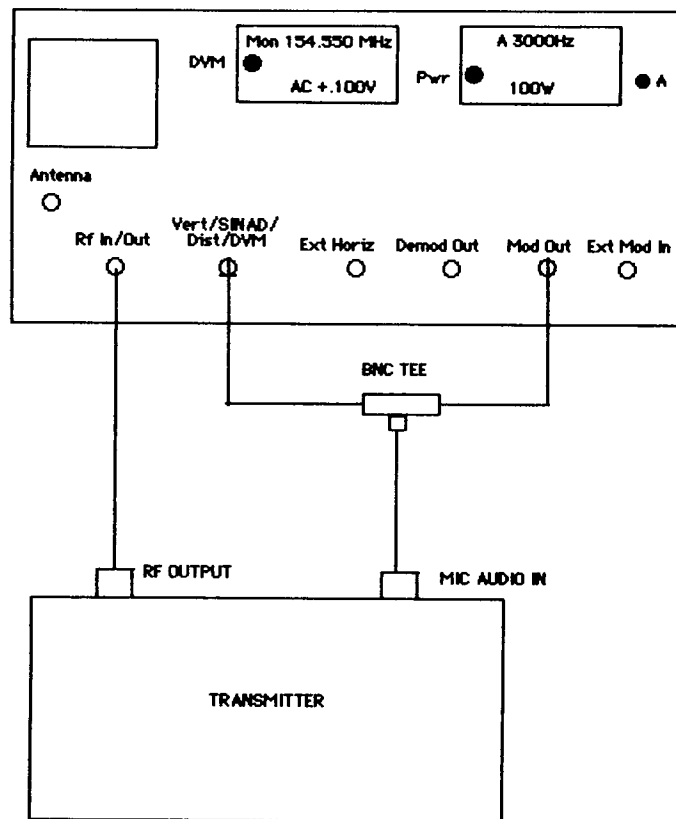 Mon 154.550 MHz
DVM
AC +.100V
A 3000Hz
Pwr
100W
A
Antenna
Rf In/Out
Vert/SINAD/
Dist/DVM
Ext Horiz
Demod Out
Mod Out
Ext Mod In
BNC TEE
RF OUTPUT
MIC AUDIO IN
TRANSMITTER